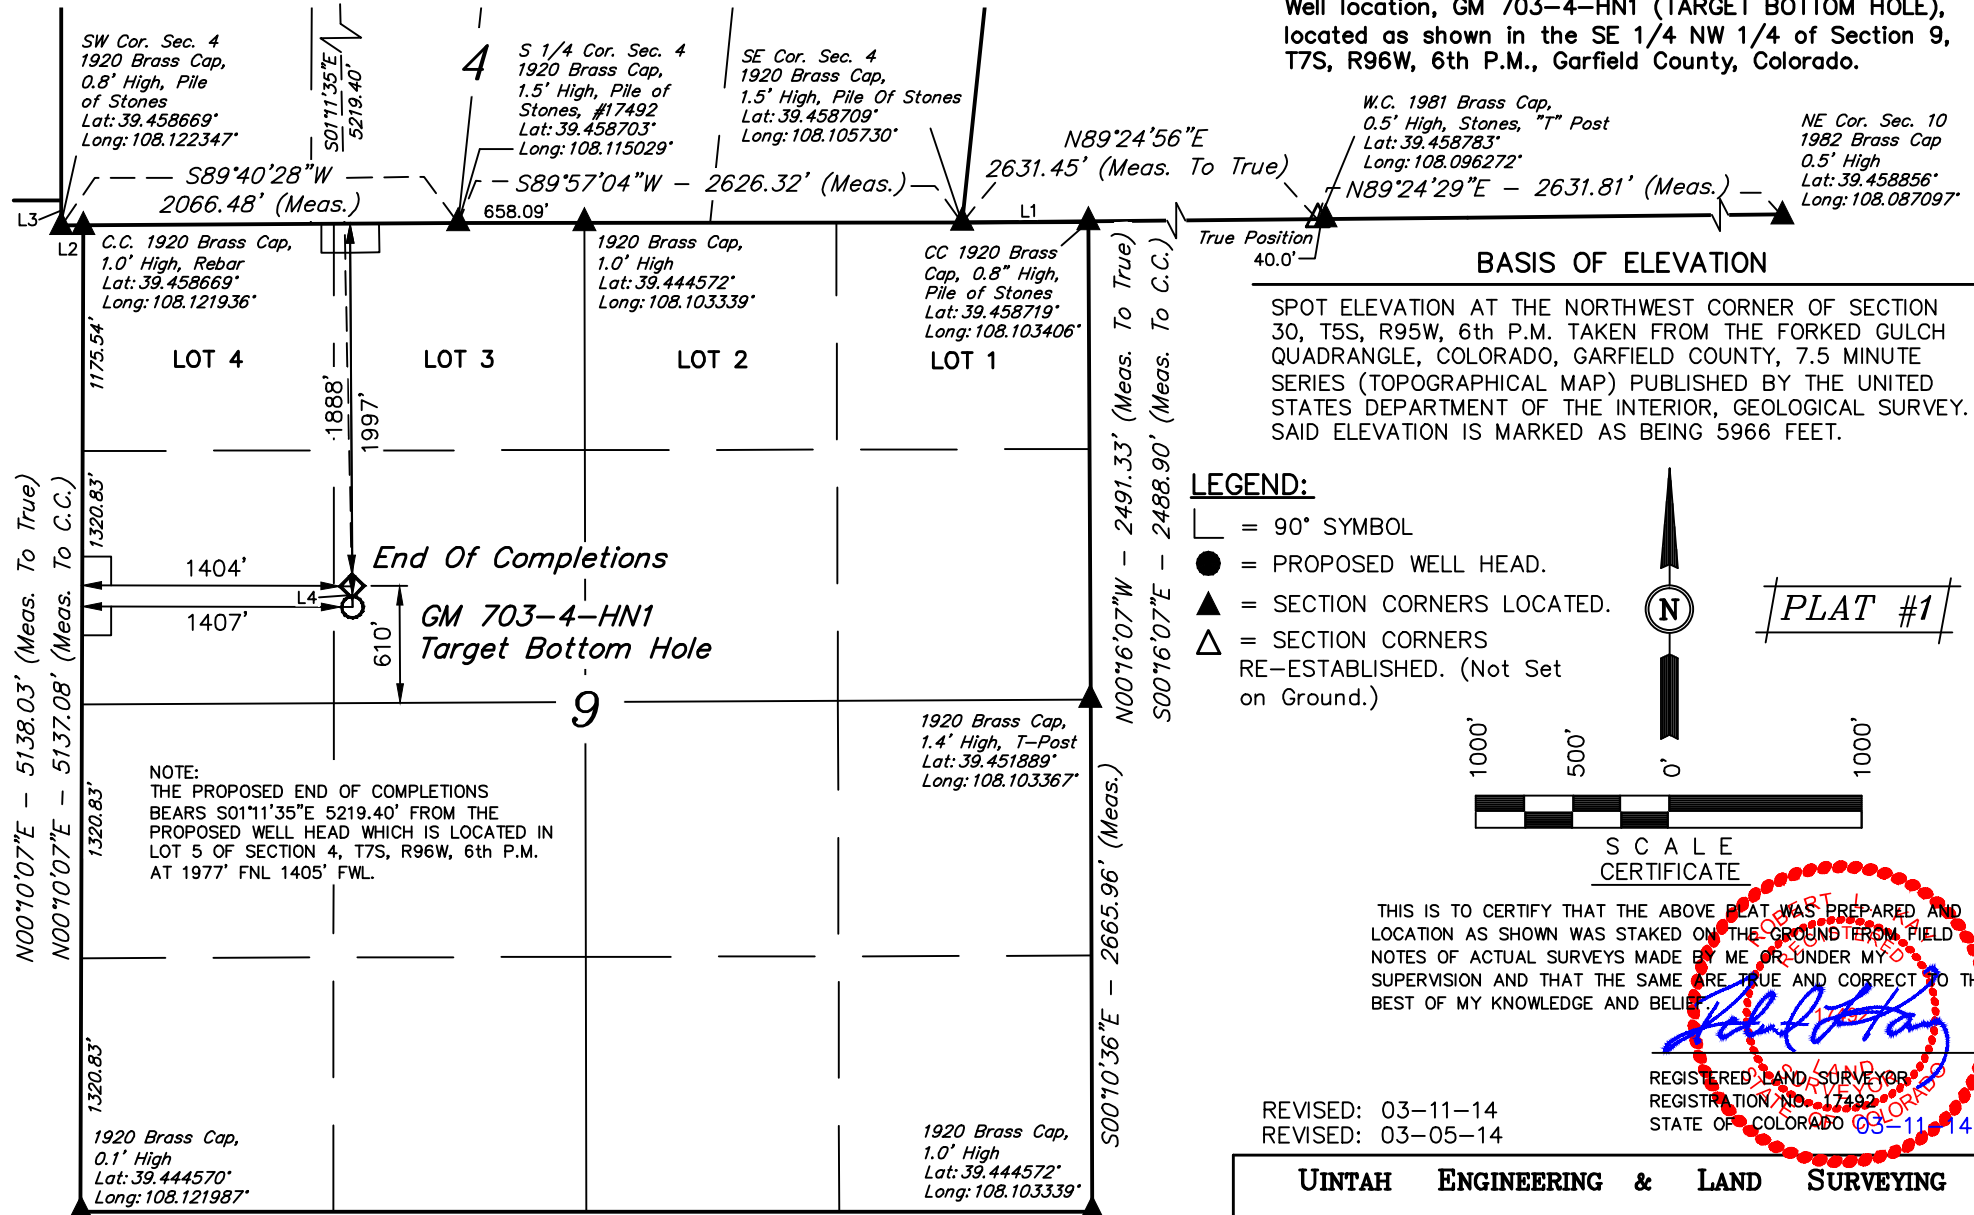 Well location, GM 703-4-HN1 (TARGET BOTTOM HOLE),
located as shown in the SE 1/4 NW 1/4 of Section 9,
T7S, R96W, 6th P.M., Garfield County, Colorado.
SW Cor. Sec. 4
1920 Brass Cap,
0.8' High, Pile
of Stones
Lat: 39.458669°
Long: 108.122347°
S01°11'35"E
5219.40'
4
S 1/4 Cor. Sec. 4
1920 Brass Cap,
1.5' High, Pile of
Stones, #17492
Lat: 39.458703°
Long: 108.115029°
SE Cor. Sec. 4
1920 Brass Cap,
1.5' High, Pile Of Stones
Lat: 39.458709°
Long: 108.105730°
N89°24'56"E
2631.45' (Meas. To True)
W.C. 1981 Brass Cap,
0.5' High, Stones, "T" Post
Lat: 39.458783°
Long: 108.096272°
NE Cor. Sec. 10
1982 Brass Cap
0.5' High
Lat: 39.458856°
Long: 108.087097°
S89°40'28"W
2066.48' (Meas.)
S89°57'04"W - 2626.32' (Meas.)
N89°24'29"E - 2631.81' (Meas.)
L3
L2
658.09'
L1
True Position
40.0'
C.C. 1920 Brass Cap,
1.0' High, Rebar
Lat: 39.458669°
Long: 108.121936°
1920 Brass Cap,
1.0' High
Lat: 39.444572°
Long: 108.103339°
CC 1920 Brass
Cap, 0.8" High,
Pile of Stones
Lat: 39.458719°
Long: 108.103406°
LOT 4
LOT 3
LOT 2
LOT 1
1175.54'
1320.83'
1320.83'
1320.83'
1888'
1997'
1404'
End Of Completions
L4
1407'
GM 703-4-HN1
Target Bottom Hole
610'
9
N00°10'07"E - 5138.03' (Meas. To True)
N00°10'07"E - 5137.08' (Meas. To C.C.)
N00°16'07"W - 2491.33' (Meas. To True)
S00°16'07"E - 2488.90' (Meas. To C.C.)
S00°10'36"E - 2665.96' (Meas.)
1920 Brass Cap,
1.4' High, T-Post
Lat: 39.451889°
Long: 108.103367°
NOTE:
THE PROPOSED END OF COMPLETIONS
BEARS S01°11'35"E 5219.40' FROM THE
PROPOSED WELL HEAD WHICH IS LOCATED IN
LOT 5 OF SECTION 4, T7S, R96W, 6th P.M.
AT 1977' FNL 1405' FWL.
1920 Brass Cap,
0.1' High
Lat: 39.444570°
Long: 108.121987°
1920 Brass Cap,
1.0' High
Lat: 39.444572°
Long: 108.103339°
BASIS OF ELEVATION
SPOT ELEVATION AT THE NORTHWEST CORNER OF SECTION
30, T5S, R95W, 6th P.M. TAKEN FROM THE FORKED GULCH
QUADRANGLE, COLORADO, GARFIELD COUNTY, 7.5 MINUTE
SERIES (TOPOGRAPHICAL MAP) PUBLISHED BY THE UNITED
STATES DEPARTMENT OF THE INTERIOR, GEOLOGICAL SURVEY.
SAID ELEVATION IS MARKED AS BEING 5966 FEET.
LEGEND:
= 90° SYMBOL
= PROPOSED WELL HEAD.
= SECTION CORNERS LOCATED.
= SECTION CORNERS
RE-ESTABLISHED. (Not Set
on Ground.)
N
PLAT #1
1000' 500' 0' 1000'
SCALE
CERTIFICATE
THIS IS TO CERTIFY THAT THE ABOVE PLAT WAS PREPARED AND
LOCATION AS SHOWN WAS STAKED ON THE GROUND FROM FIELD
NOTES OF ACTUAL SURVEYS MADE BY ME OR UNDER MY
SUPERVISION AND THAT THE SAME ARE TRUE AND CORRECT TO TH
BEST OF MY KNOWLEDGE AND BELIEF.
ROBERT L. KAY
REGISTERED
17492
LAND
SURVEYOR
STATE OF COLORADO
REGISTERED LAND SURVEYOR
REGISTRATION NO. 17492
STATE OF COLORADO 03-11-14
REVISED: 03-11-14
REVISED: 03-05-14
UINTAH ENGINEERING & LAND SURVEYING